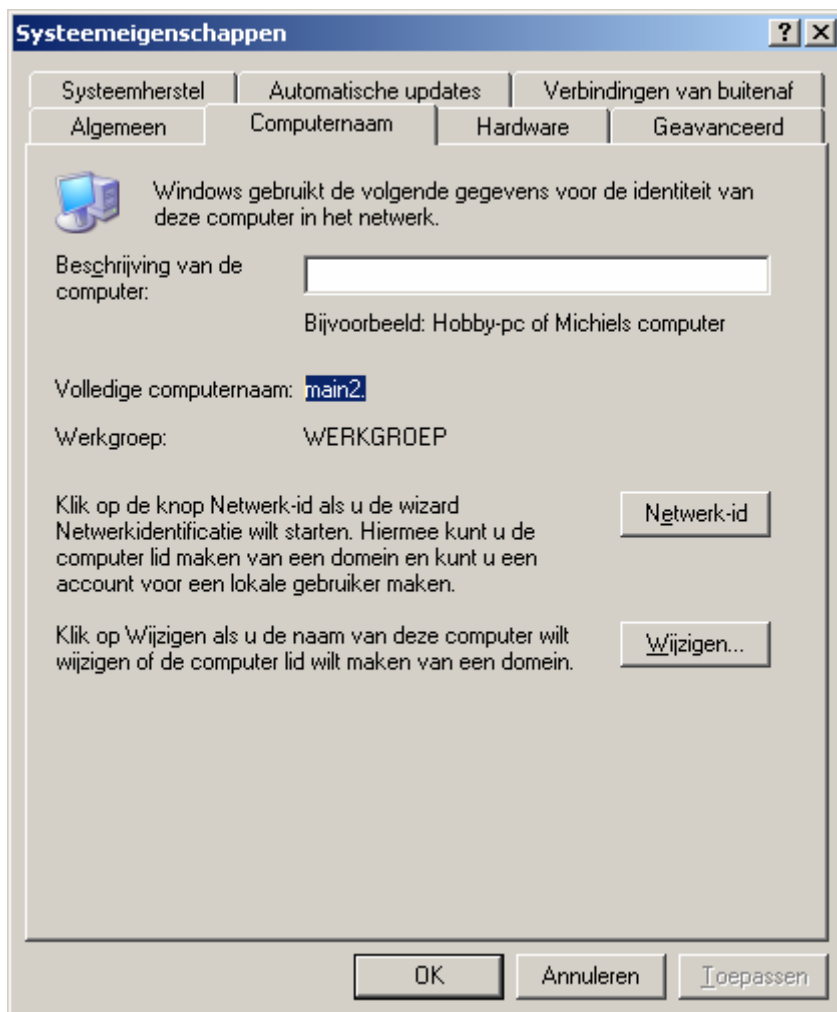 Systeemeigenschappen
Systeemherstel Automatische updates Verbindingen van buitenaf
Algemeen Computernaam Hardware Geavanceerd
Windows gebruikt de volgende gegevens voor de identiteit van
deze computer in het netwerk.
Beschrijving van de
computer:
Bijvoorbeeld: Hobby-pc of Michiels computer
Volledige computernaam: main2.
Werkgroep: WERKGROEP
Klik op de knop Netwerk-id als u de wizard
Netwerkidentificatie wilt starten. Hiermee kunt u de
computer lid maken van een domein en kunt u een
account voor een lokale gebruiker maken.
Netwerk-id
Klik op Wijzigen als u de naam van deze computer wilt
wijzigen of de computer lid wilt maken van een domein.
Wijzigen...
OK Annuleren Toepassen